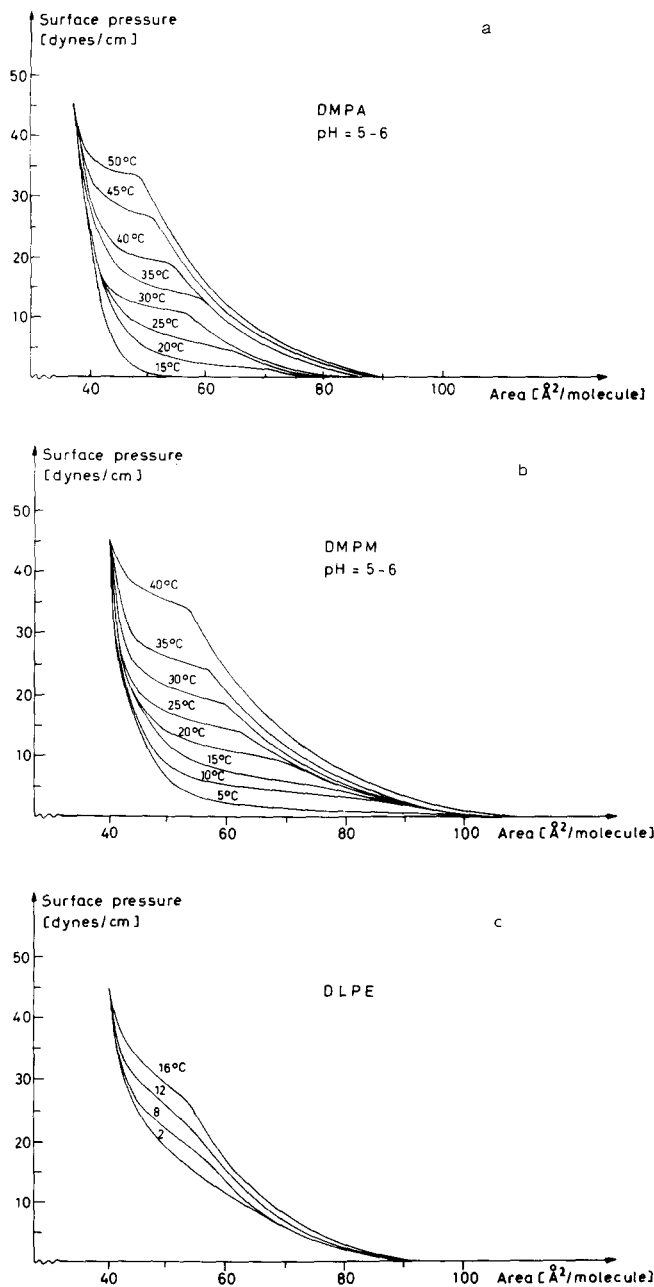 Surface pressure
[dynes/cm]
a
DMPA
pH = 5-6
50
40
30
20
10
50°C
45°C
40°C
35°C
30°C
25°C
20°C
15°C
40
60
80
100
Area [Å²/molecule]
Surface pressure
[dynes/cm]
b
DMPM
pH = 5-6
50
40
30
20
10
40°C
35°C
30°C
25°C
20°C
15°C
10°C
5°C
40
60
80
100
Area [Å²/molecule]
Surface pressure
[dynes/cm]
c
DLPE
50
40
30
20
10
16°C
12
8
2
40
60
80
100
Area [Å²/molecule]